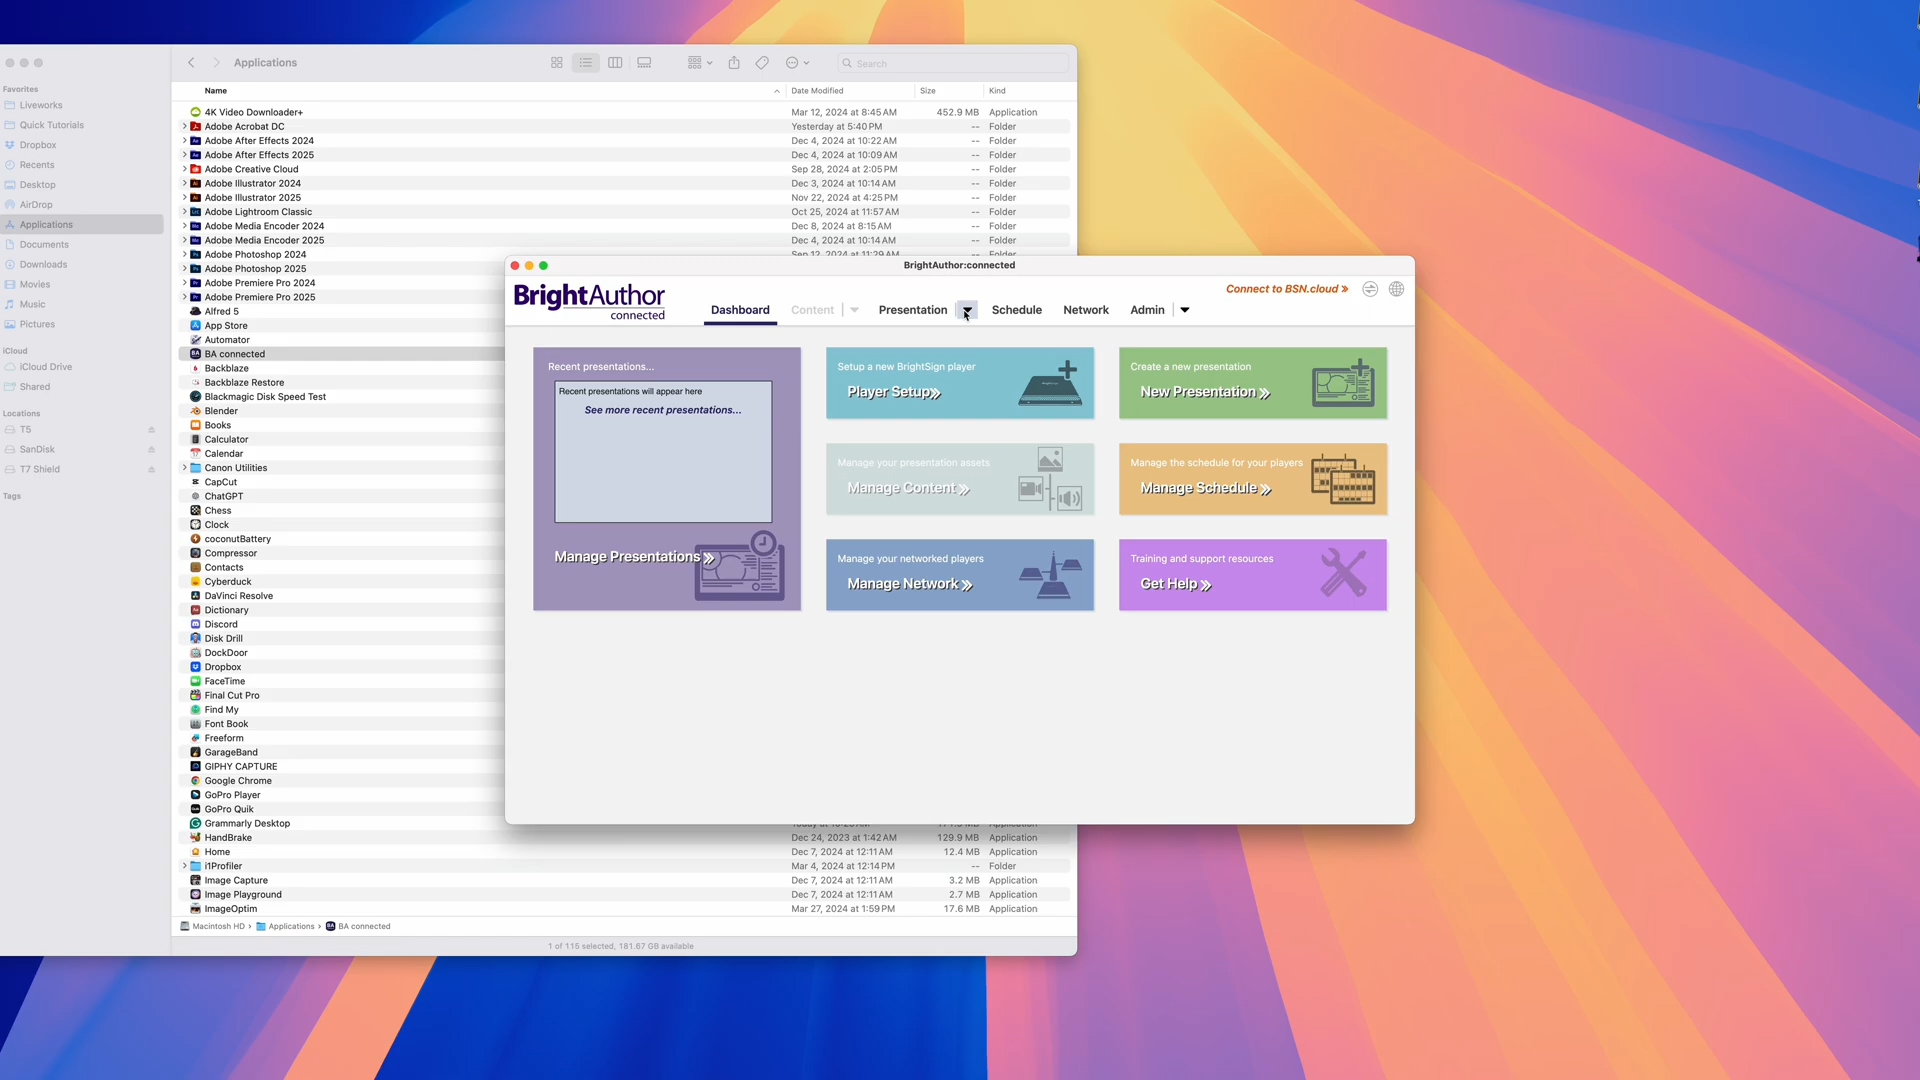 Applications
Search
Favorites
Liveworks
Quick Tutorials
Dropbox
Recents
Desktop
AirDrop
Applications
Documents
Downloads
Movies
Music
Pictures
iCloud
iCloud Drive
Shared
Locations
T5
SanDisk
T7 Shield
Tags
Name Date Modified Size Kind
4K Video Downloader+ Mar 12, 2024 at 8:45 AM 452.9 MB Application
Adobe Acrobat DC Yesterday at 5:40 PM -- Folder
Adobe After Effects 2024 Dec 4, 2024 at 10:22 AM -- Folder
Adobe After Effects 2025 Dec 4, 2024 at 10:09 AM -- Folder
Adobe Creative Cloud Sep 28, 2024 at 2:05 PM -- Folder
Adobe Illustrator 2024 Dec 3, 2024 at 10:14 AM -- Folder
Adobe Illustrator 2025 Nov 22, 2024 at 4:25 PM -- Folder
Adobe Lightroom Classic Oct 25, 2024 at 11:57 AM -- Folder
Adobe Media Encoder 2024 Dec 8, 2024 at 8:15 AM -- Folder
Adobe Media Encoder 2025 Dec 4, 2024 at 10:14 AM -- Folder
Adobe Photoshop 2024 Sep 12, 2024 at 11:29 AM -- Folder
Adobe Photoshop 2025
Adobe Premiere Pro 2024
Adobe Premiere Pro 2025
Alfred 5
App Store
Automator
BA connected
Backblaze
Backblaze Restore
Blackmagic Disk Speed Test
Blender
Books
Calculator
Calendar
Canon Utilities
CapCut
ChatGPT
Chess
Clock
coconutBattery
Compressor
Contacts
Cyberduck
DaVinci Resolve
Dictionary
Discord
Disk Drill
DockDoor
Dropbox
FaceTime
Final Cut Pro
Find My
Font Book
Freeform
GarageBand
GIPHY CAPTURE
Google Chrome
GoPro Player
GoPro Quik
Grammarly Desktop Application
HandBrake Dec 24, 2023 at 1:42 AM 129.9 MB Application
Home Dec 7, 2024 at 12:11 AM 12.4 MB Application
i1Profiler Mar 4, 2024 at 12:14 PM -- Folder
Image Capture Dec 7, 2024 at 12:11 AM 3.2 MB Application
Image Playground Dec 7, 2024 at 12:11 AM 2.7 MB Application
ImageOptim Mar 27, 2024 at 1:59 PM 17.6 MB Application
Macintosh HD › Applications › BA connected
1 of 115 selected, 181.67 GB available
BrightAuthor:connected
BrightAuthor
connected
Connect to BSN.cloud »
Dashboard Content Presentation Schedule Network Admin
Recent presentations...
Recent presentations will appear here
See more recent presentations...
Manage Presentations »
Setup a new BrightSign player
Player Setup»
Create a new presentation
New Presentation »
Manage your presentation assets
Manage Content »
Manage the schedule for your players
Manage Schedule »
Manage your networked players
Manage Network »
Training and support resources
Get Help »